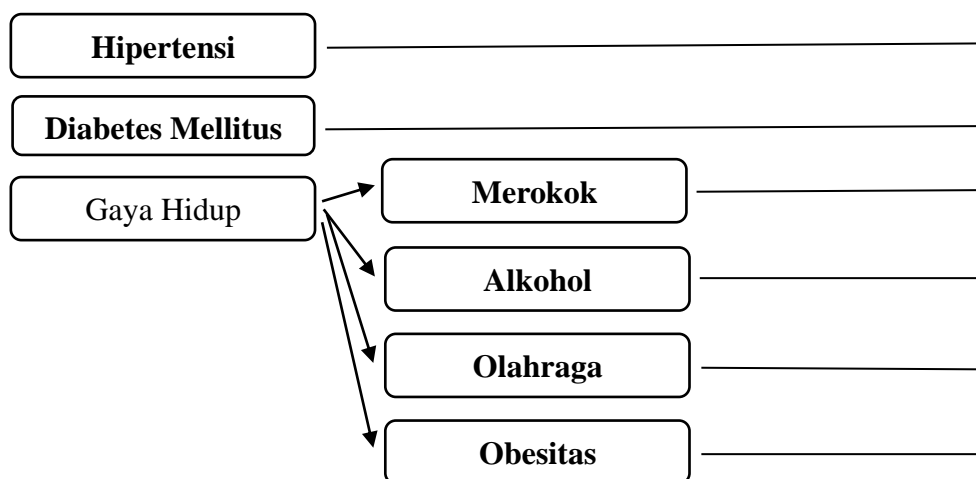 Hipertensi
Diabetes Mellitus
Gaya Hidup
Merokok
Alkohol
Olahraga
Obesitas